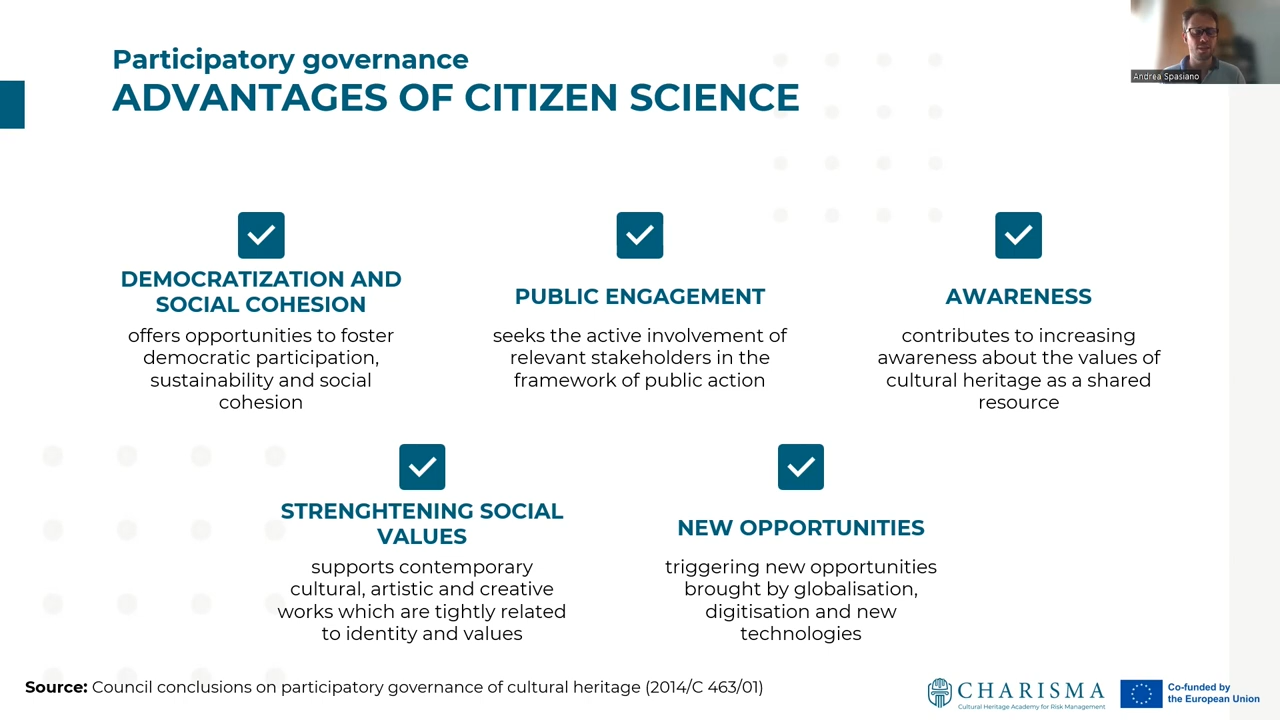 Participatory governance
ADVANTAGES OF CITIZEN SCIENCE
Andrea Spasiano
DEMOCRATIZATION AND
SOCIAL COHESION
offers opportunities to foster
democratic participation,
sustainability and social
cohesion
PUBLIC ENGAGEMENT
seeks the active involvement of
relevant stakeholders in the
framework of public action
AWARENESS
contributes to increasing
awareness about the values of
cultural heritage as a shared
resource
STRENGHTENING SOCIAL
VALUES
supports contemporary
cultural, artistic and creative
works which are tightly related
to identity and values
NEW OPPORTUNITIES
triggering new opportunities
brought by globalisation,
digitisation and new
technologies
Source: Council conclusions on participatory governance of cultural heritage (2014/C 463/01)
CHARISMA
Cultural Heritage Academy for Risk Management
Co-funded by
the European Union